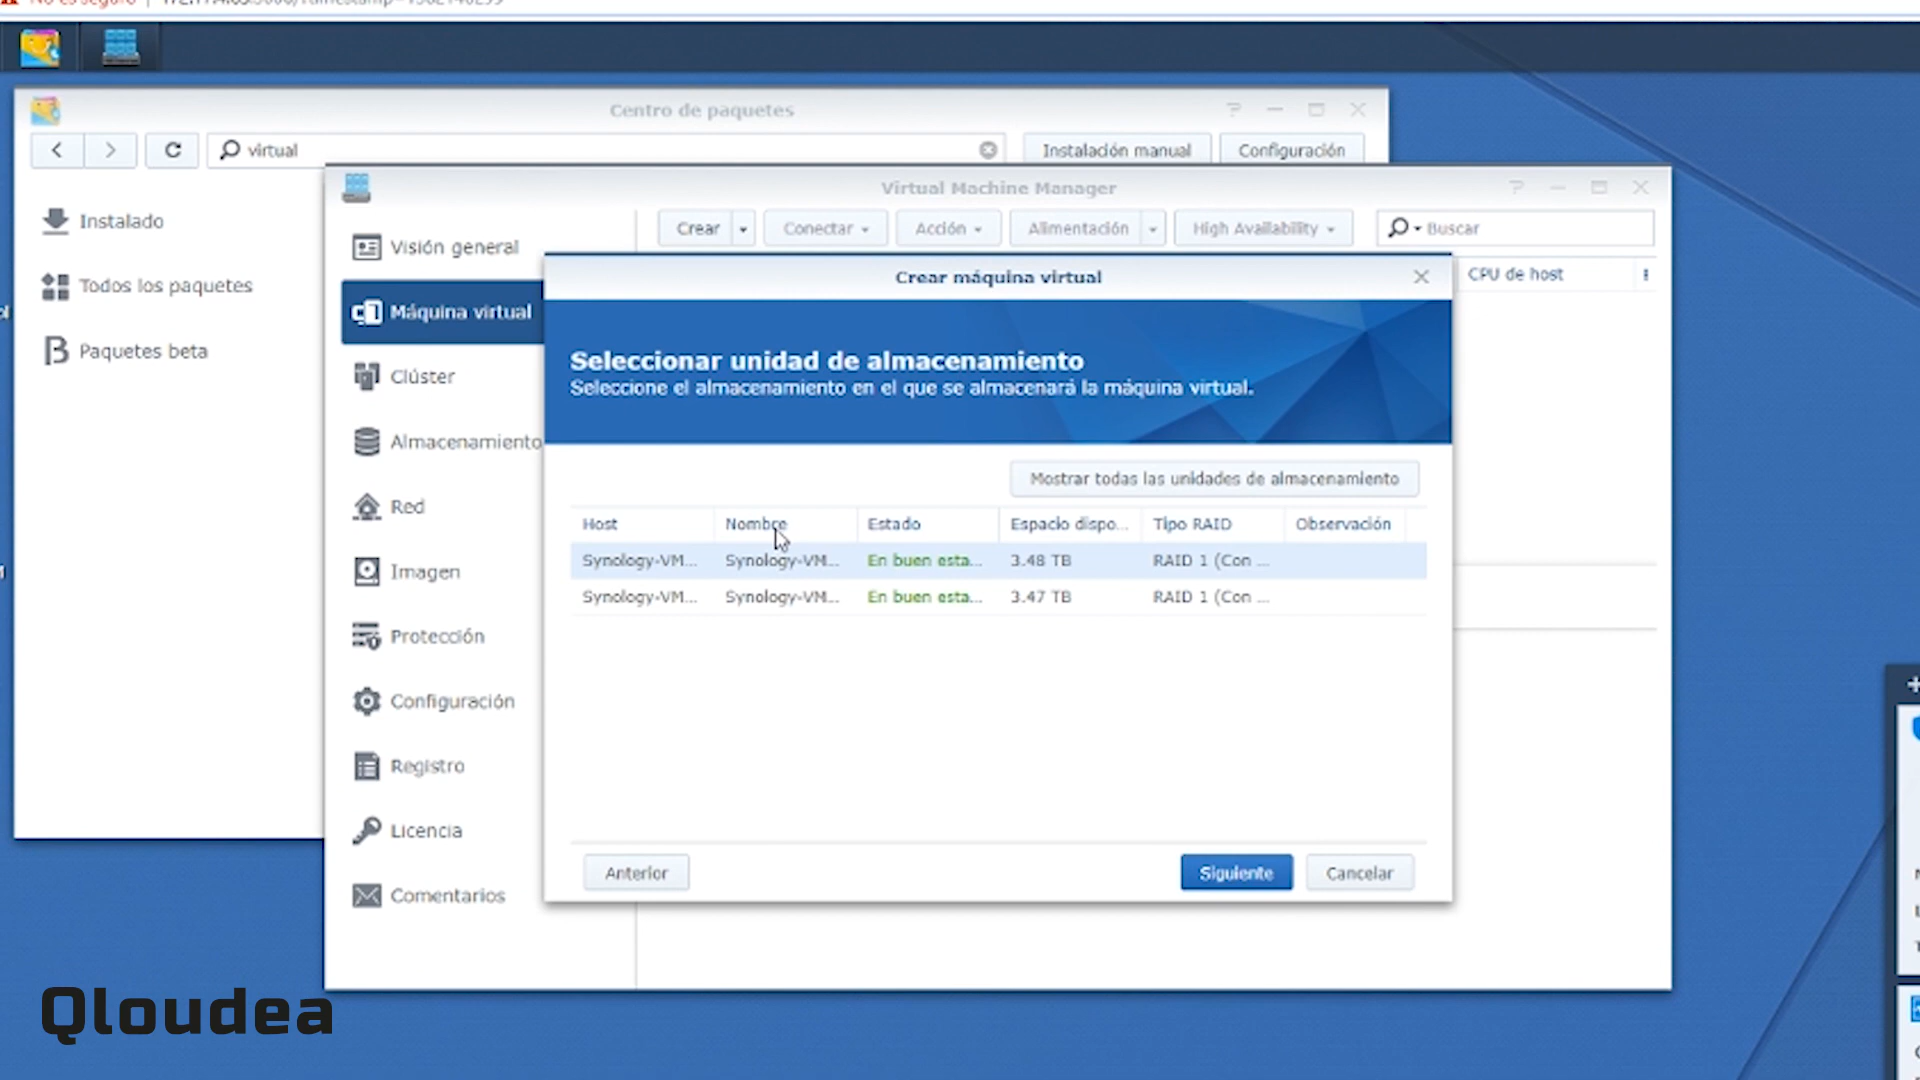 Centro de paquetes
virtual
Instalación manual
Configuración
Instalado
Todos los paquetes
Paquetes beta
Virtual Machine Manager
Crear
Conectar
Acción
Alimentación
High Availability
Buscar
Visión general
Máquina virtual
Clúster
Almacenamiento
Red
Imagen
Protección
Configuración
Registro
Licencia
Comentarios
CPU de host
Crear máquina virtual
Seleccionar unidad de almacenamiento
Seleccione el almacenamiento en el que se almacenará la máquina virtual.
Mostrar todas las unidades de almacenamiento
Host Nombre Estado Espacio dispo... Tipo RAID Observación
Synology-VM... Synology-VM... En buen esta... 3.48 TB RAID 1 (Con ...
Synology-VM... Synology-VM... En buen esta... 3.47 TB RAID 1 (Con ...
Anterior
Siguiente
Cancelar
Qloudea